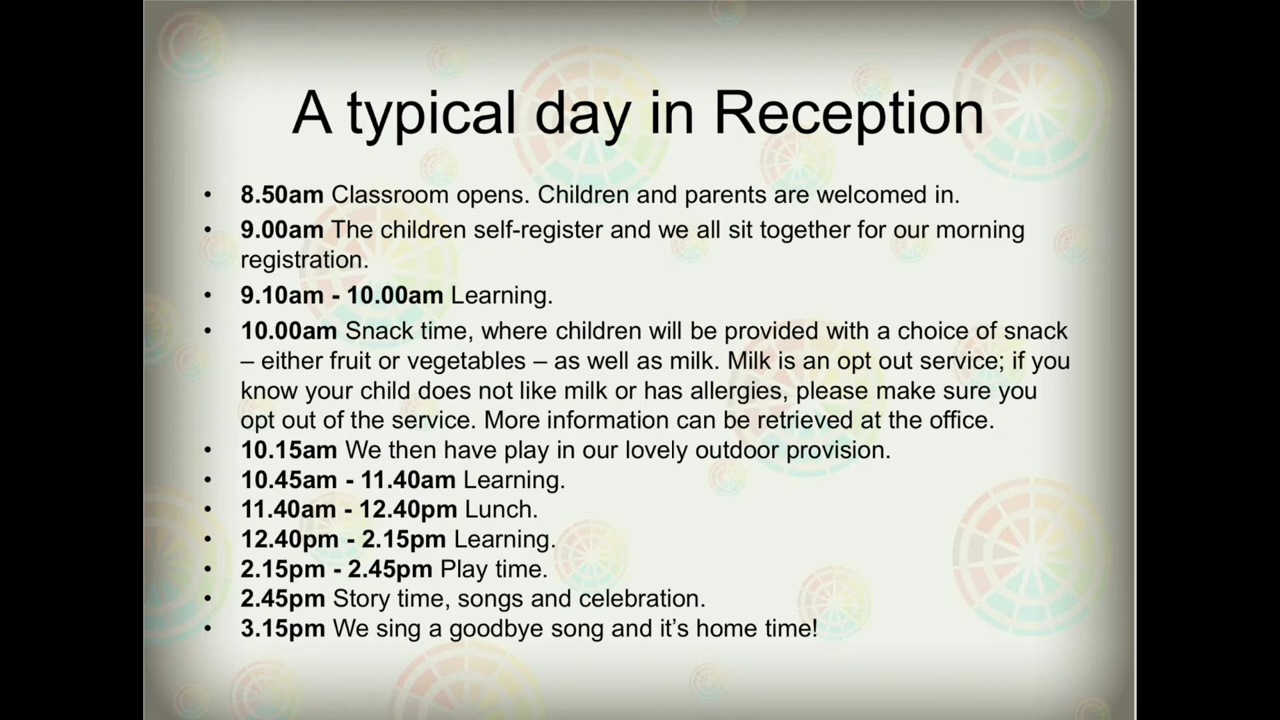 A typical day in Reception
• 8.50am Classroom opens. Children and parents are welcomed in.
• 9.00am The children self-register and we all sit together for our morning
registration.
• 9.10am - 10.00am Learning.
• 10.00am Snack time, where children will be provided with a choice of snack
– either fruit or vegetables – as well as milk. Milk is an opt out service; if you
know your child does not like milk or has allergies, please make sure you
opt out of the service. More information can be retrieved at the office.
• 10.15am We then have play in our lovely outdoor provision.
• 10.45am - 11.40am Learning.
• 11.40am - 12.40pm Lunch.
• 12.40pm - 2.15pm Learning.
• 2.15pm - 2.45pm Play time.
• 2.45pm Story time, songs and celebration.
• 3.15pm We sing a goodbye song and it’s home time!